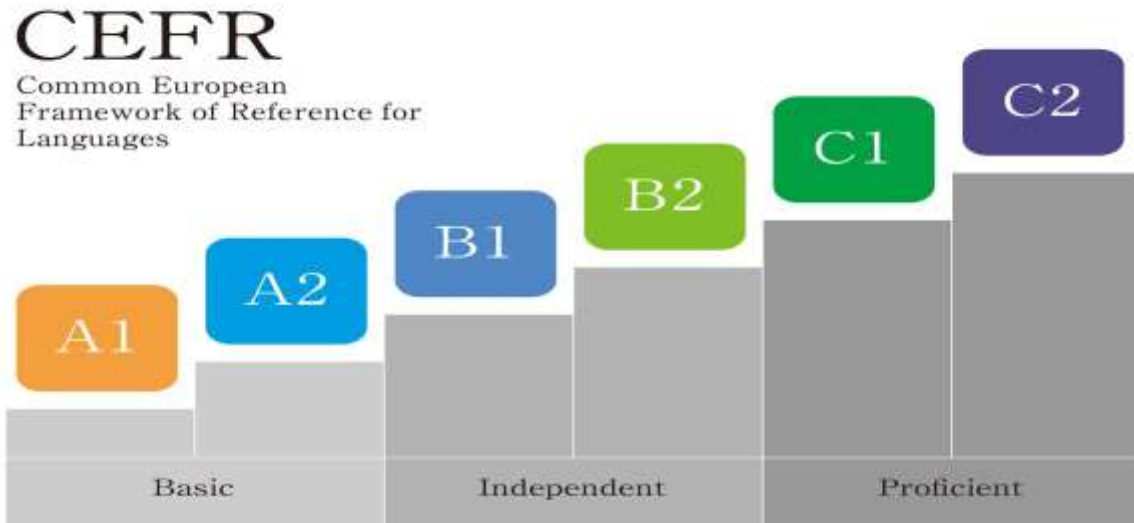 CEFR
Common European
Framework of Reference for
Languages
A1
A2
B1
B2
C1
C2
Basic
Independent
Proficient